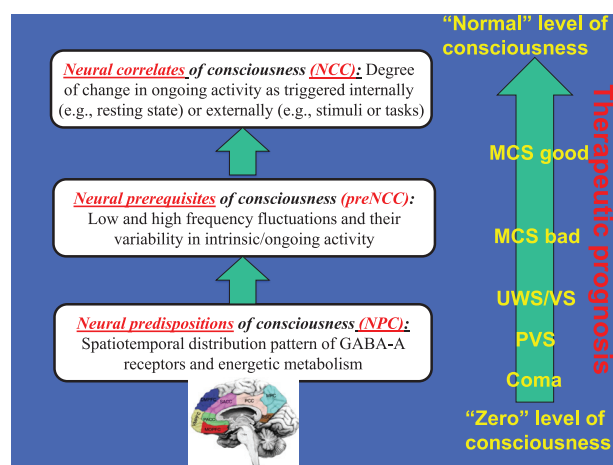 Neural correlates of consciousness (NCC): Degree
of change in ongoing activity as triggered internally
(e.g., resting state) or externally (e.g., stimuli or tasks)
Neural prerequisites of consciousness (preNCC):
Low and high frequency fluctuations and their
variability in intrinsic/ongoing activity
Neural predispositions of consciousness (NPC):
Spatiotemporal distribution pattern of GABA-A
receptors and energetic metabolism
PCC
“Normal” level of
consciousness
MCS good
MCS bad
UWS/VS
PVS
Coma
“Zero” level of
consciousness
Therapeutic prognosis